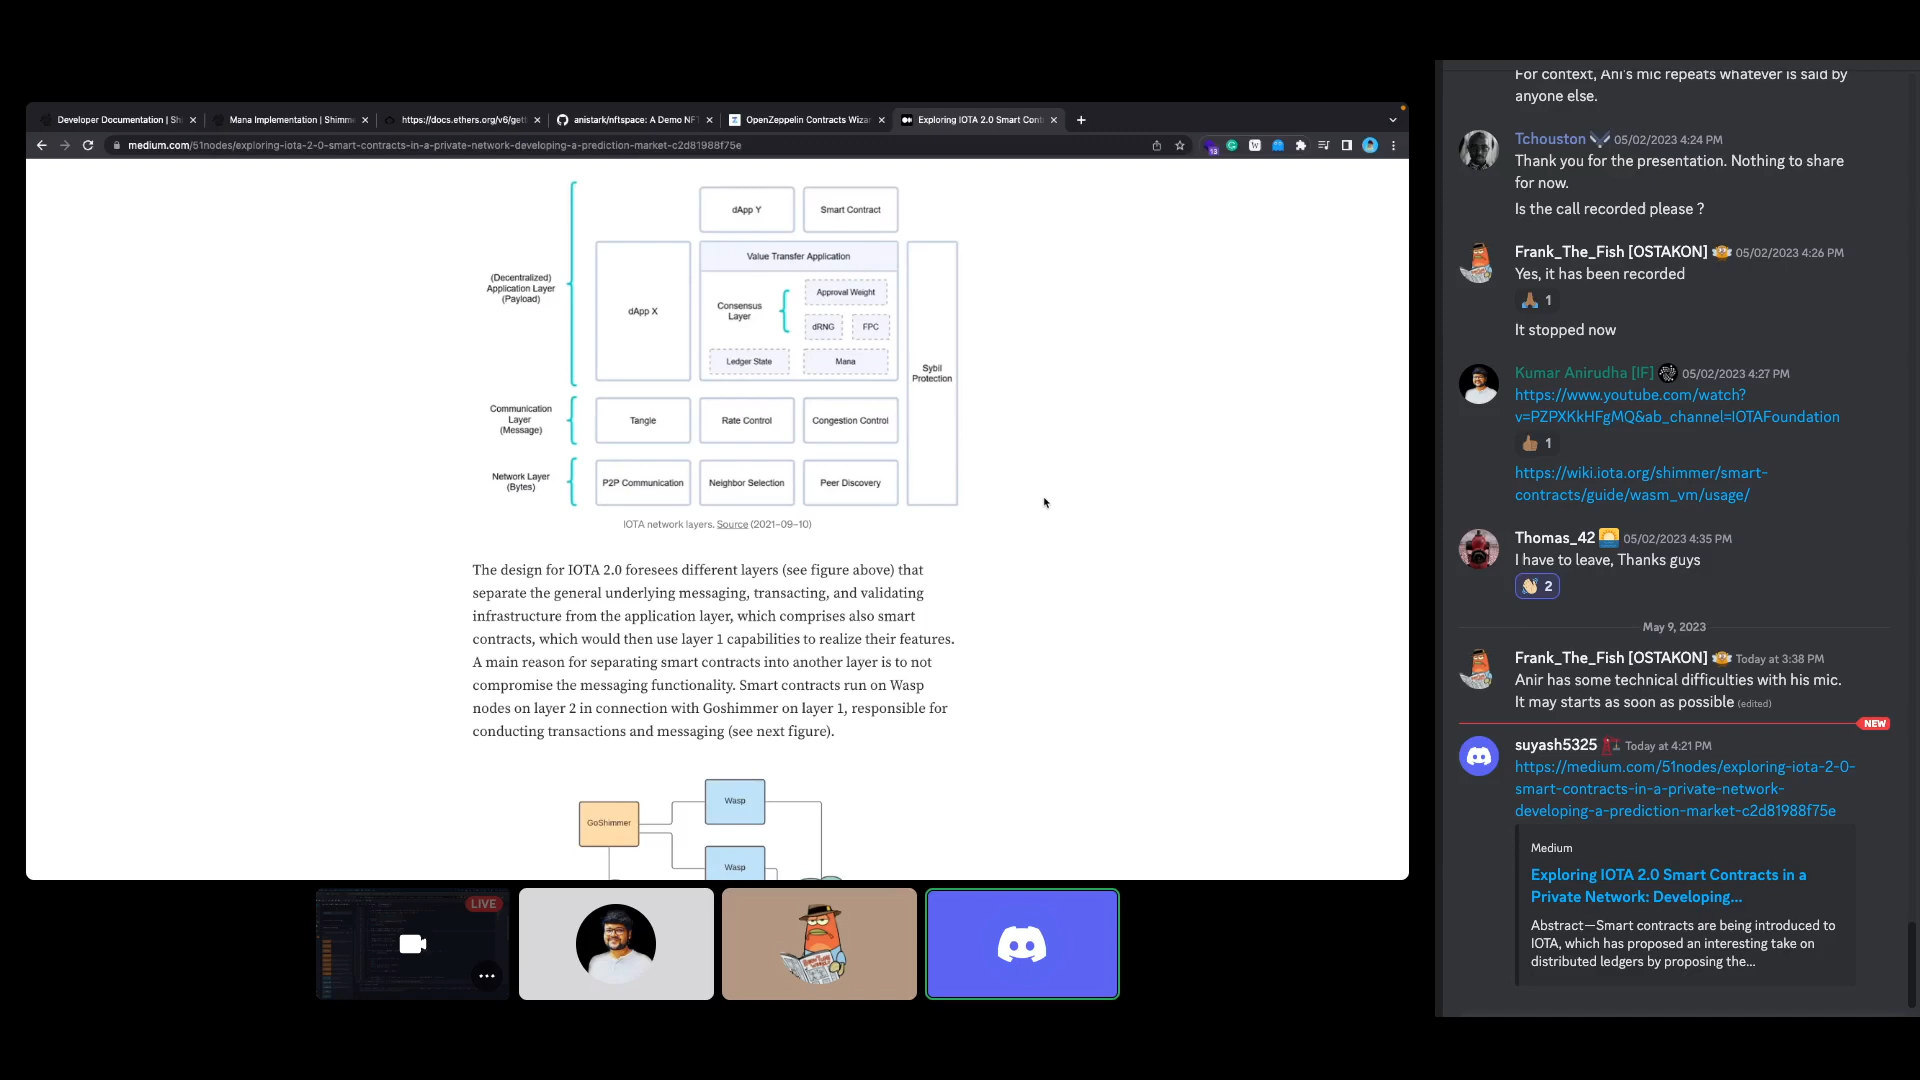 Developer Documentation | Sh
Mana Implementation | Shimme
https://docs.ethers.org/v6/gett
anistark/nftspace: A Demo NFT
OpenZeppelin Contracts Wizar
Exploring IOTA 2.0 Smart Cont
medium.com/51nodes/exploring-iota-2-0-smart-contracts-in-a-private-network-developing-a-prediction-market-c2d81988f75e
13
dApp Y
Smart Contract
Value Transfer Application
(Decentralized)
Application Layer
(Payload)
dApp X
Consensus
Layer
Approval Weight
dRNG
FPC
Ledger State
Mana
Sybil
Protection
Communication
Layer
(Message)
Tangle
Rate Control
Congestion Control
Network Layer
(Bytes)
P2P Communication
Neighbor Selection
Peer Discovery
IOTA network layers. Source (2021–09–10)
The design for IOTA 2.0 foresees different layers (see figure above) that
separate the general underlying messaging, transacting, and validating
infrastructure from the application layer, which comprises also smart
contracts, which would then use layer 1 capabilities to realize their features.
A main reason for separating smart contracts into another layer is to not
compromise the messaging functionality. Smart contracts run on Wasp
nodes on layer 2 in connection with Goshimmer on layer 1, responsible for
conducting transactions and messaging (see next figure).
GoShimmer
Wasp
Wasp
LIVE
For context, Ani's mic repeats whatever is said by
anyone else.
Tchouston 05/02/2023 4:24 PM
Thank you for the presentation. Nothing to share
for now.
Is the call recorded please ?
Frank_The_Fish [OSTAKON] 05/02/2023 4:26 PM
Yes, it has been recorded
1
It stopped now
Kumar Anirudha [IF] 05/02/2023 4:27 PM
https://www.youtube.com/watch?
v=PZPXKkHFgMQ&ab_channel=IOTAFoundation
1
https://wiki.iota.org/shimmer/smart-
contracts/guide/wasm_vm/usage/
Thomas_42 05/02/2023 4:35 PM
I have to leave, Thanks guys
2
May 9, 2023
Frank_The_Fish [OSTAKON] Today at 3:38 PM
Anir has some technical difficulties with his mic.
It may starts as soon as possible (edited)
NEW
suyash5325 Today at 4:21 PM
https://medium.com/51nodes/exploring-iota-2-0-
smart-contracts-in-a-private-network-
developing-a-prediction-market-c2d81988f75e
Medium
Exploring IOTA 2.0 Smart Contracts in a
Private Network: Developing...
Abstract—Smart contracts are being introduced to
IOTA, which has proposed an interesting take on
distributed ledgers by proposing the...